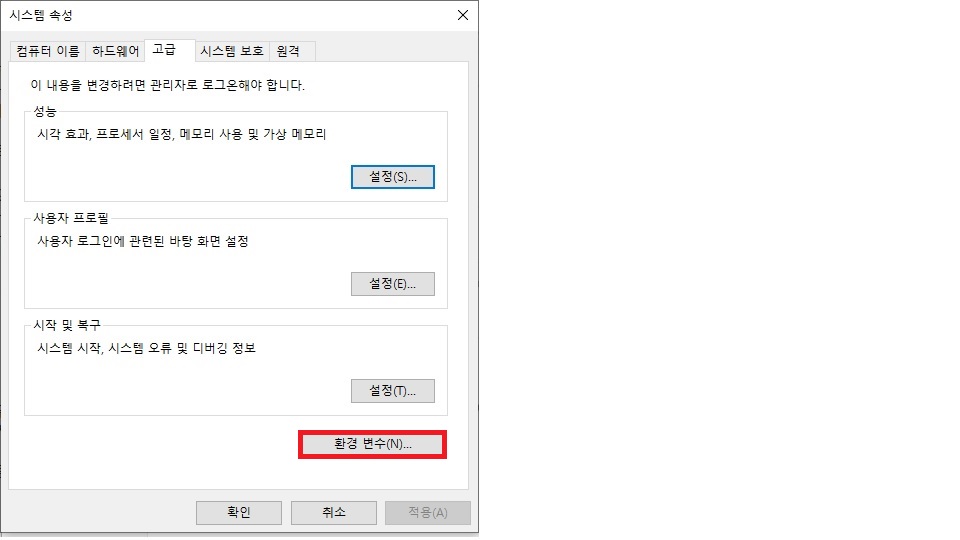 시스템 속성
컴퓨터 이름 하드웨어 고급 시스템 보호 원격
이 내용을 변경하려면 관리자로 로그온해야 합니다.
성능
시각 효과, 프로세서 일정, 메모리 사용 및 가상 메모리
설정(S)...
사용자 프로필
사용자 로그인에 관련된 바탕 화면 설정
설정(E)...
시작 및 복구
시스템 시작, 시스템 오류 및 디버깅 정보
설정(T)...
환경 변수(N)...
확인 취소 적용(A)